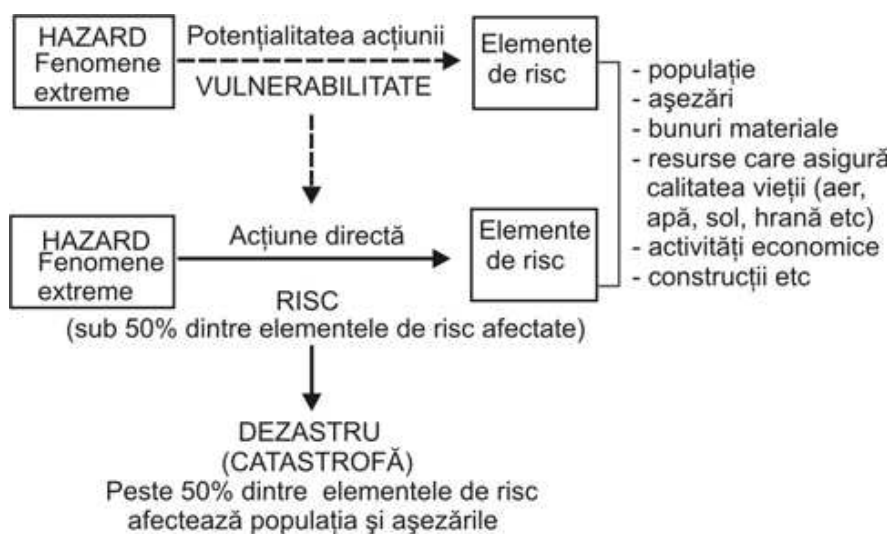 HAZARD
Fenomene
extreme
Potențialitatea acțiunii
VULNERABILITATE
Elemente
de risc
- populație
- așezări
- bunuri materiale
- resurse care asigură
calitatea vieții (aer,
apă, sol, hrană etc)
- activități economice
- construcții etc
HAZARD
Fenomene
extreme
Acțiune directă
Elemente
de risc
RISC
(sub 50% dintre elementele de risc afectate)
DEZASTRU
(CATASTROFĂ)
Peste 50% dintre elementele de risc
afectează populația și așezările